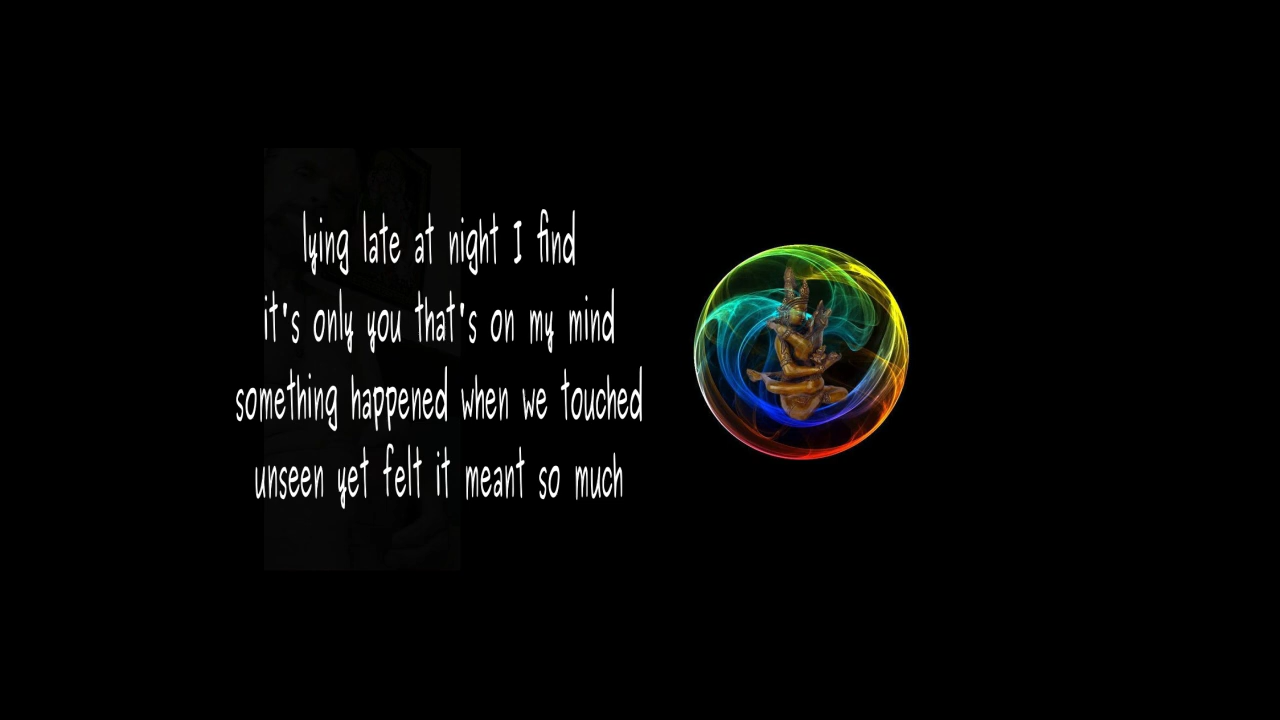 lying late at night I find
it's only you that's on my mind
something happened when we touched
unseen yet felt it meant so much